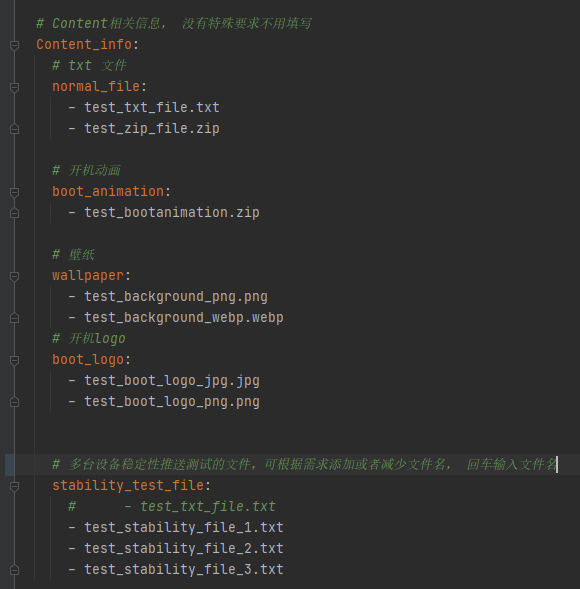 # Content相关信息， 没有特殊要求不用填写
Content_info:
# txt 文件
normal_file:
- test_txt_file.txt
- test_zip_file.zip
# 开机动画
boot_animation:
- test_bootanimation.zip
# 壁纸
wallpaper:
- test_background_png.png
- test_background_webp.webp
# 开机logo
boot_logo:
- test_boot_logo_jpg.jpg
- test_boot_logo_png.png
# 多台设备稳定性推送测试的文件，可根据需求添加或者减少文件名， 回车输入文件名
stability_test_file:
#      - test_txt_file.txt
- test_stability_file_1.txt
- test_stability_file_2.txt
- test_stability_file_3.txt